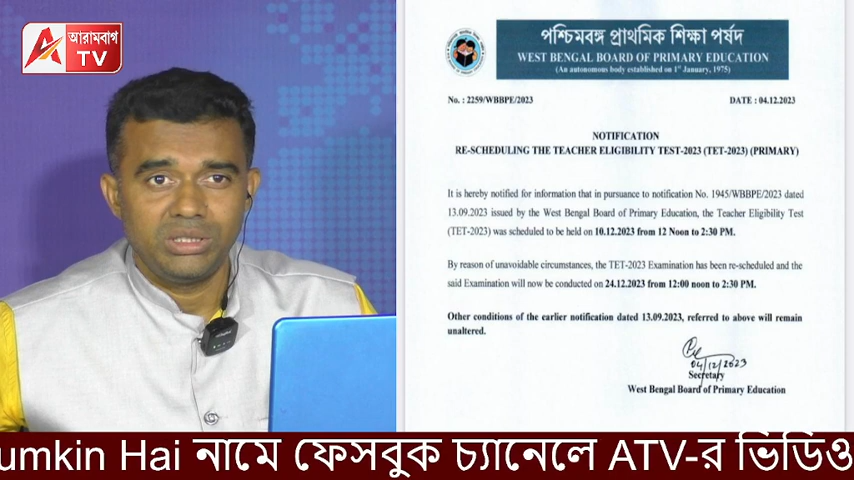 আরামবাগ
TV
পশ্চিমবঙ্গ প্রাথমিক শিক্ষা পর্ষদ
WEST BENGAL BOARD OF PRIMARY EDUCATION
(An autonomous body established on 1st January, 1975)
No. : 2259/WBBPE/2023 DATE : 04.12.2023
NOTIFICATION
RE-SCHEDULING THE TEACHER ELIGIBILITY TEST-2023 (TET-2023) (PRIMARY)
It is hereby notified for information that in pursuance to notification No. 1945/WBBPE/2023 dated
13.09.2023 issued by the West Bengal Board of Primary Education, the Teacher Eligibility Test
(TET-2023) was scheduled to be held on 10.12.2023 from 12 Noon to 2:30 PM.
By reason of unavoidable circumstances, the TET-2023 Examination has been re-scheduled and the
said Examination will now be conducted on 24.12.2023 from 12:00 noon to 2:30 PM.
Other conditions of the earlier notification dated 13.09.2023, referred to above will remain
unaltered.
04/12/2023
Secretary
West Bengal Board of Primary Education
umkin Hai নামে ফেসবুক চ্যানেলে ATV-র ভিডিও